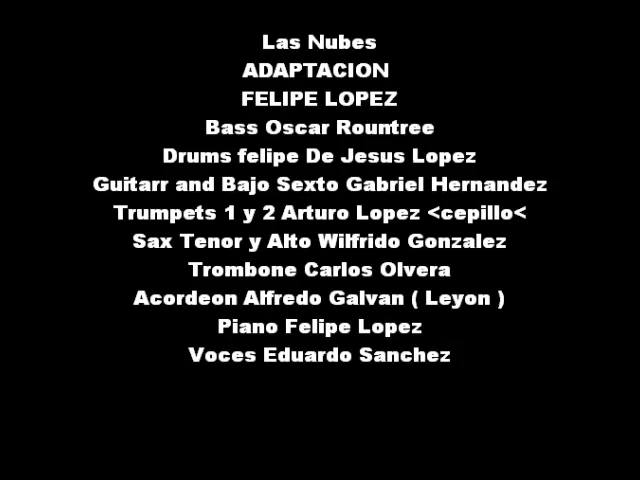 Las Nubes
ADAPTACION
FELIPE LOPEZ
Bass Oscar Rountree
Drums felipe De Jesus Lopez
Guitarr and Bajo Sexto Gabriel Hernandez
Trumpets 1 y 2 Arturo Lopez <cepillo<
Sax Tenor y Alto Wilfrido Gonzalez
Trombone Carlos Olvera
Acordeon Alfredo Galvan ( Leyon )
Piano Felipe Lopez
Voces Eduardo Sanchez